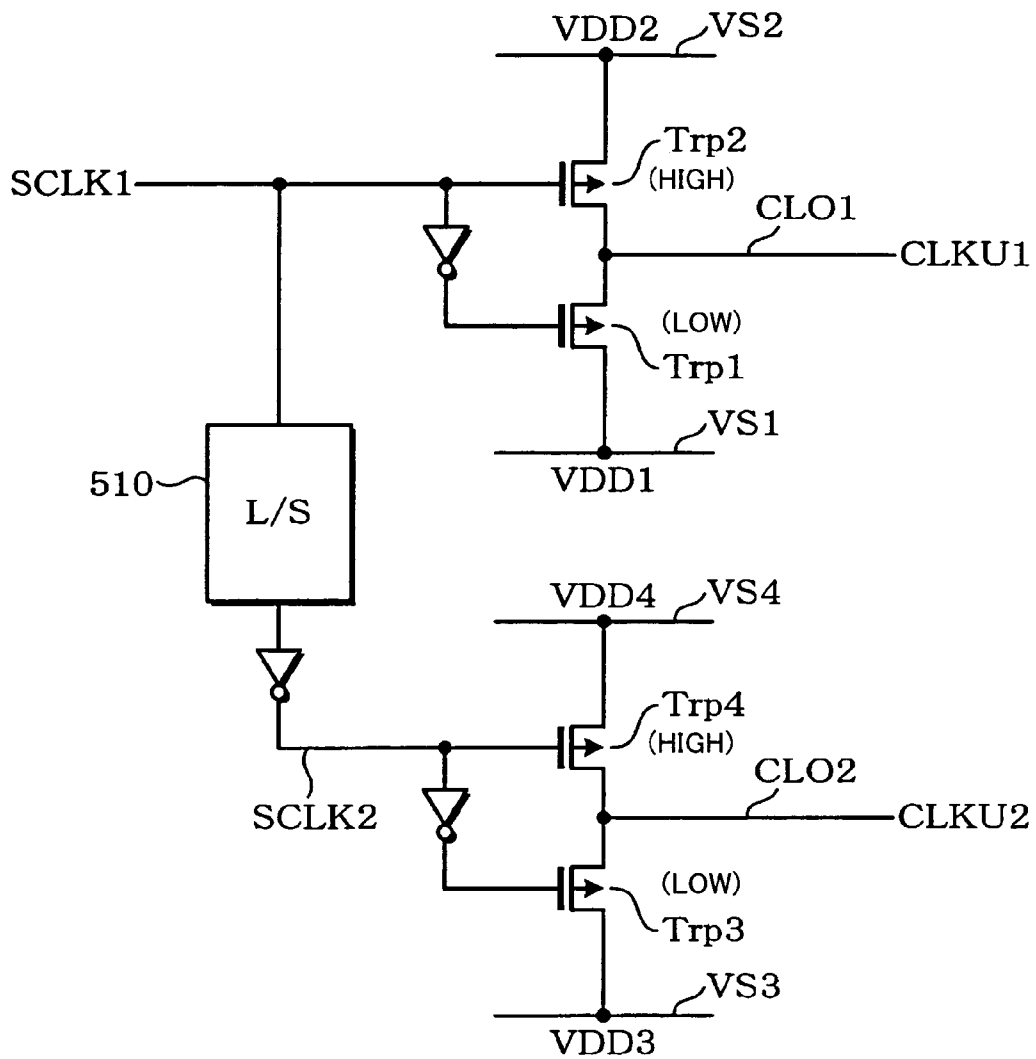 VDD2
VS2
Trp2
(HIGH)
SCLK1
CLO1
CLKU1
(LOW)
Trp1
VS1
VDD1
510
L/S
VDD4
VS4
Trp4
(HIGH)
CLO2
SCLK2
CLKU2
(LOW)
Trp3
VS3
VDD3